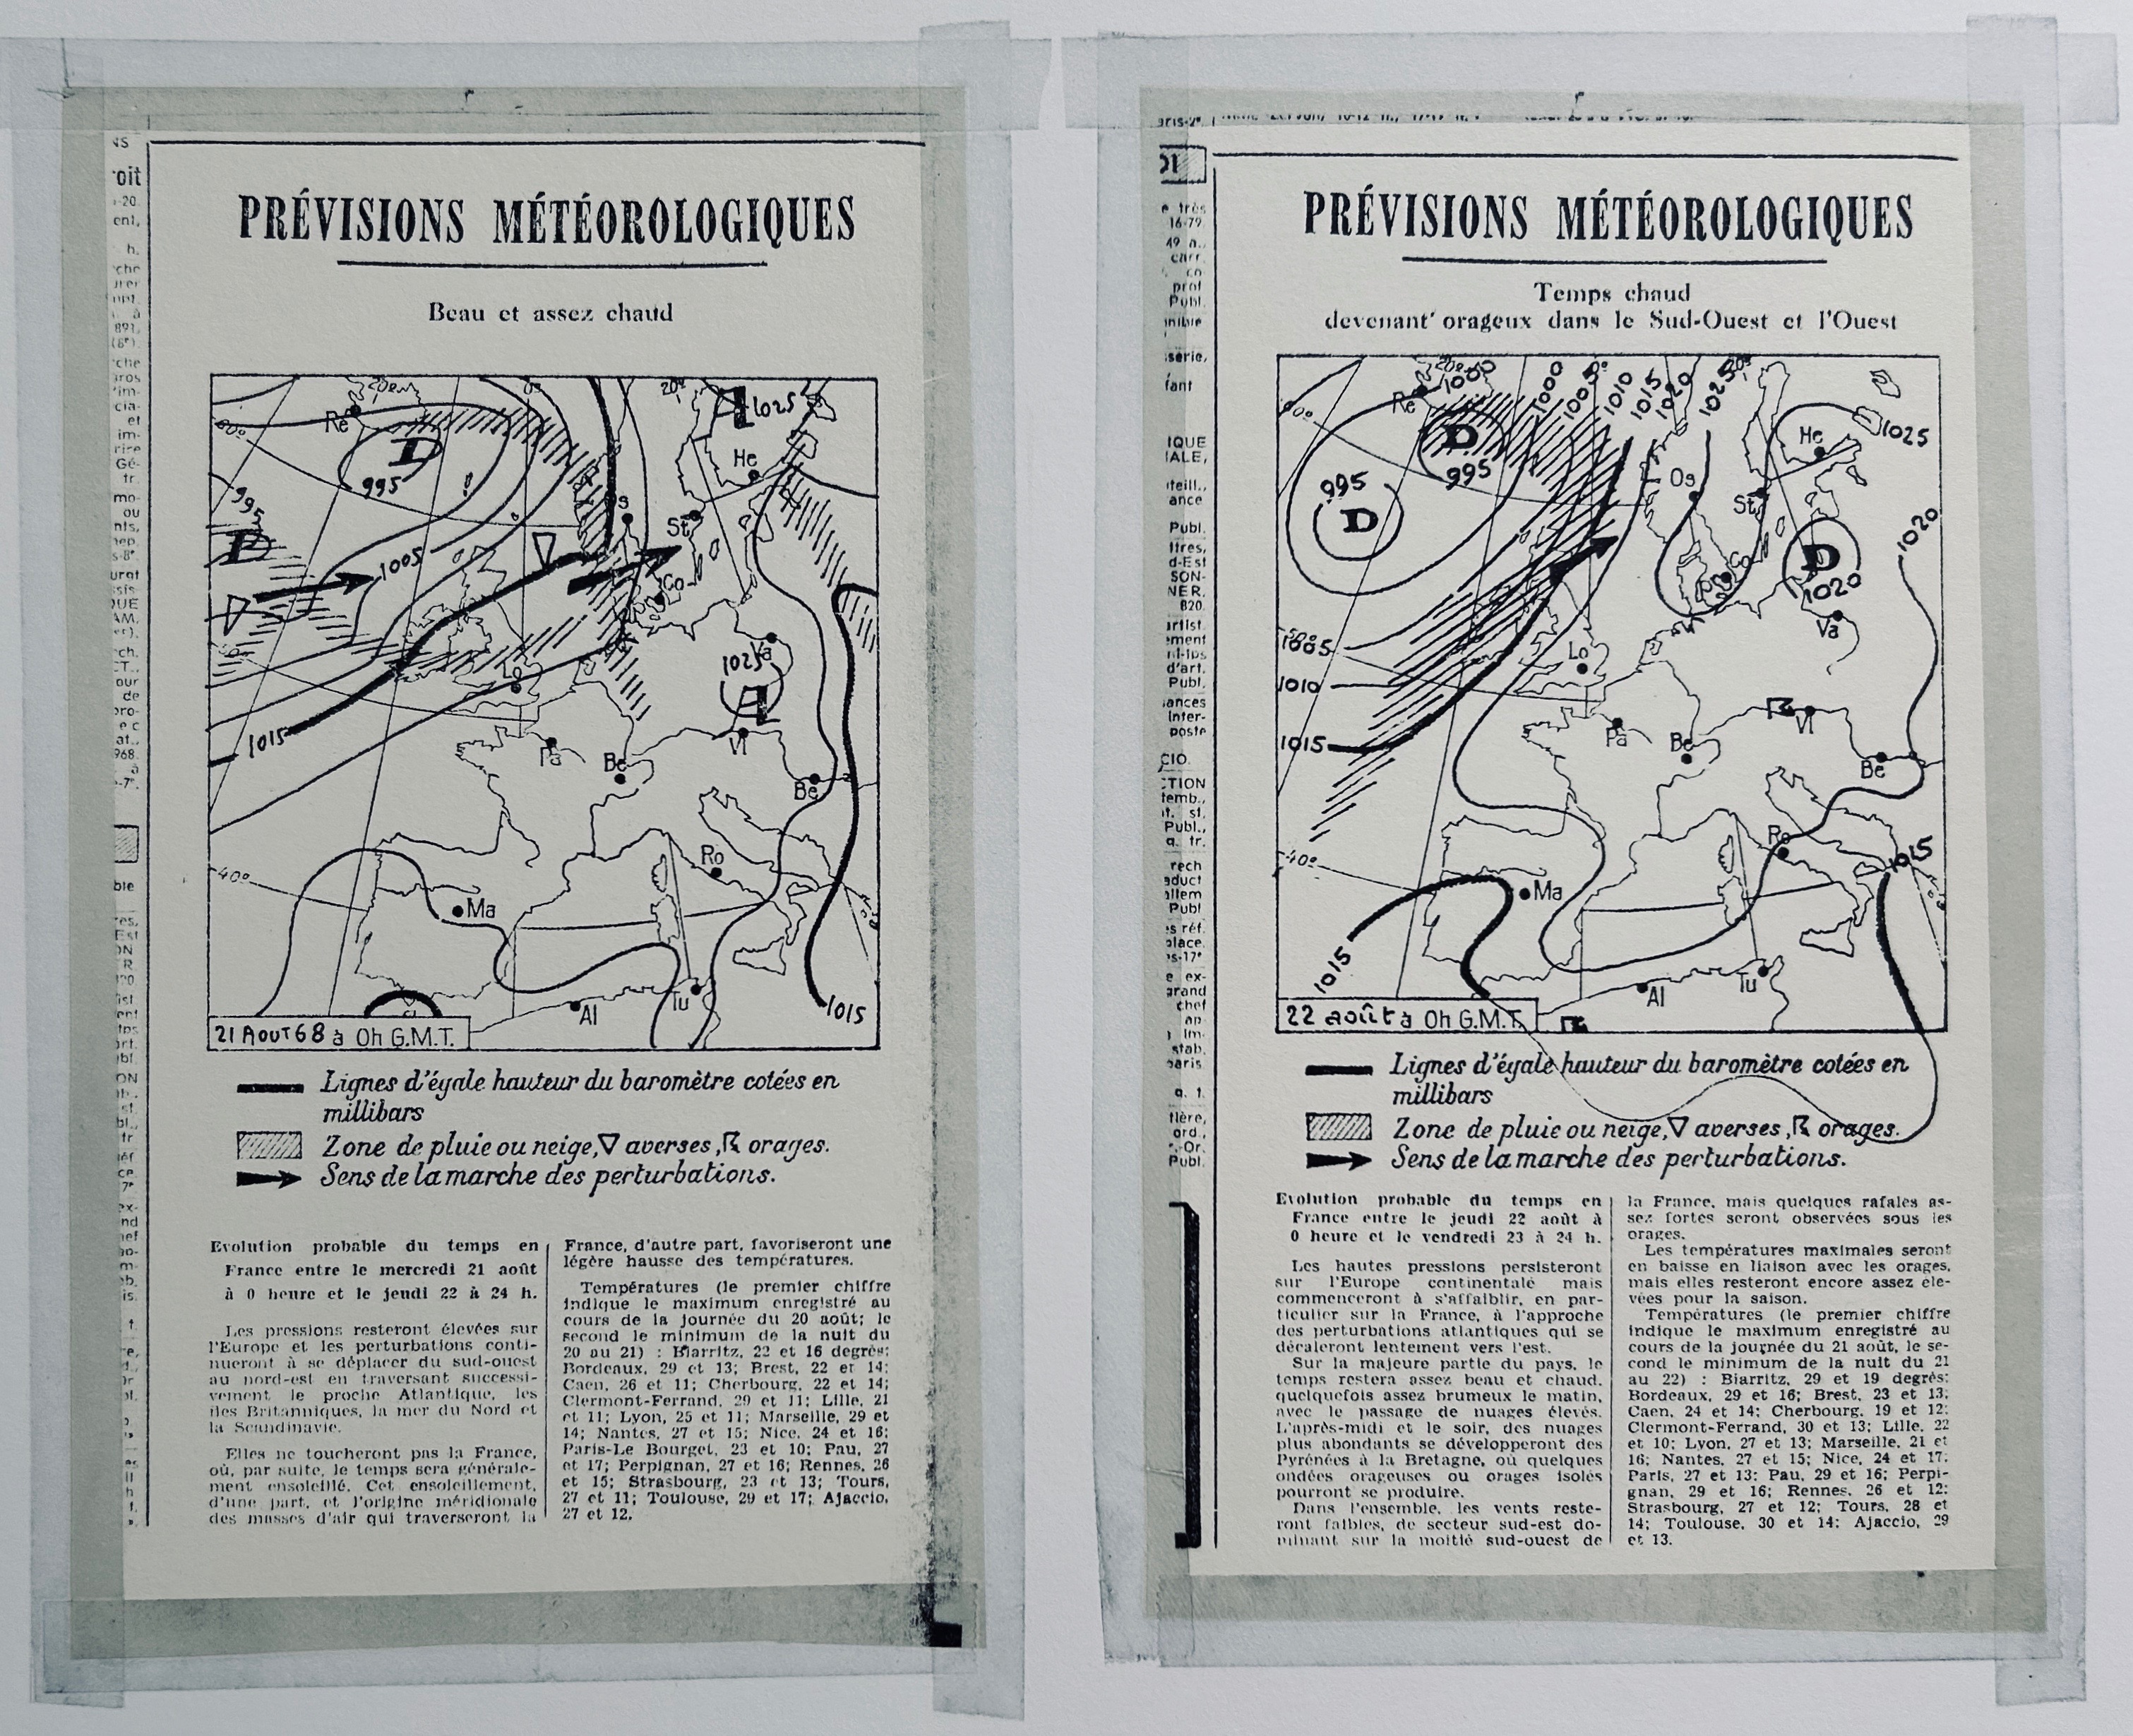 PRÉVISIONS MÉTÉOROLOGIQUES
Beau et assez chaud
Re
20º
0º
20º
1025
60º
D
995
He
995
Os
St
D
1005
Co
Va
1025
Lo
1015
Pa
Vi
Be
Be
40º
Ro
Ma
Tu
Al
1015
21 AOUT 68 à Oh G.M.T.
Lignes d'égale hauteur du baromètre cotées en
millibars
Zone de pluie ou neige, averses, orages.
Sens de la marche des perturbations.
Evolution probable du temps en
France entre le mercredi 21 août
à 0 heure et le jeudi 22 à 24 h.
Les pressions resteront élevées sur
l'Europe et les perturbations conti-
nueront à se déplacer du sud-ouest
au nord-est en traversant successi-
vement le proche Atlantique, les
îles Britanniques, la mer du Nord et
la Scandinavie.
Elles ne toucheront pas la France,
où, par suite, le temps sera générale-
ment ensoleillé. Cet ensoleillement,
d'une part, et l'origine méridionale
des masses d'air qui traverseront la
France, d'autre part, favoriseront une
légère hausse des températures.
Températures (le premier chiffre
indique le maximum enregistré au
cours de la journée du 20 août; le
second le minimum de la nuit du
20 au 21) : Biarritz, 22 et 16 degrés;
Bordeaux, 29 et 13; Brest, 22 et 14;
Caen, 26 et 11; Cherbourg, 22 et 14;
Clermont-Ferrand, 29 et 11; Lille, 21
et 11; Lyon, 25 et 11; Marseille, 29 et
14; Nantes, 27 et 15; Nice, 24 et 16;
Paris-Le Bourget, 23 et 10; Pau, 27
et 17; Perpignan, 27 et 16; Rennes, 26
et 15; Strasbourg, 23 et 13; Tours,
27 et 11; Toulouse, 29 et 17; Ajaccio,
27 et 12.
PRÉVISIONS MÉTÉOROLOGIQUES
Temps chaud
devenant orageux dans le Sud-Ouest et l'Ouest
Re
1000
1000
1005
1010
1015
1020
1025
D
995
995
D
He
1025
Os
St
Co
D
1020
1020
Va
Lo
1010
1015
Pa
Be
Vi
Be
Ro
1015
40º
Ma
1015
Al
Tu
22 août à Oh G.M.T.
Lignes d'égale hauteur du baromètre cotées en
millibars
Zone de pluie ou neige, averses, orages.
Sens de la marche des perturbations.
Evolution probable du temps en
France entre le jeudi 22 août à
0 heure et le vendredi 23 à 24 h.
Les hautes pressions persisteront
sur l'Europe continentale mais
commenceront à s'affaiblir, en par-
ticulier sur la France, à l'approche
des perturbations atlantiques qui se
décaleront lentement vers l'est.
Sur la majeure partie du pays, le
temps restera assez beau et chaud,
quelquefois assez brumeux le matin,
avec le passage de nuages élevés.
L'après-midi et le soir, des nuages
plus abondants se développeront des
Pyrénées à la Bretagne, où quelques
ondées orageuses ou orages isolés
pourront se produire.
Dans l'ensemble, les vents reste-
ront faibles, de secteur sud-est do-
minant sur la moitié sud-ouest de
la France, mais quelques rafales as-
sez fortes seront observées sous les
orages.
Les températures maximales seront
en baisse en liaison avec les orages,
mais elles resteront encore assez éle-
vées pour la saison.
Températures (le premier chiffre
indique le maximum enregistré au
cours de la journée du 21 août, le se-
cond le minimum de la nuit du 21
au 22) : Biarritz, 29 et 19 degrés;
Bordeaux, 29 et 16; Brest, 23 et 13;
Caen, 24 et 14; Cherbourg, 19 et 12;
Clermont-Ferrand, 30 et 13; Lille, 22
et 10; Lyon, 27 et 13; Marseille, 21 et
16; Nantes, 27 et 15; Nice, 24 et 17;
Paris, 27 et 13; Pau, 29 et 16; Perpi-
gnan, 29 et 16; Rennes, 26 et 12;
Strasbourg, 27 et 12; Tours, 28 et
14; Toulouse, 30 et 14; Ajaccio, 29
et 13.